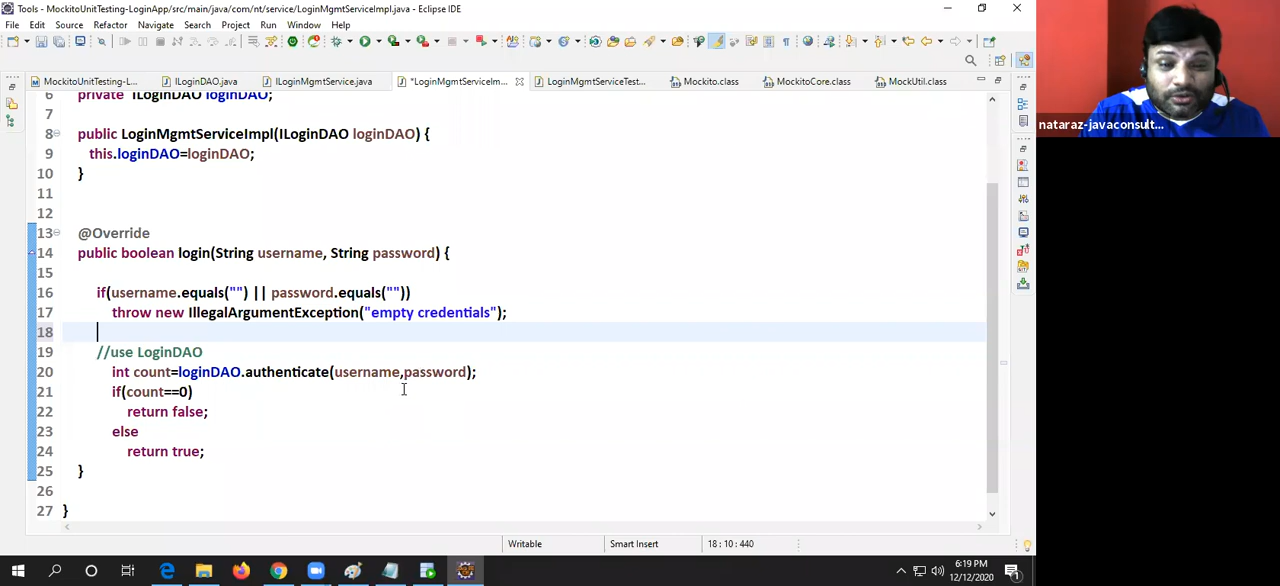 Tools - MockitoUnitTesting-LoginApp/src/main/java/com/nt/service/LoginMgmtServiceImpl.java - Eclipse IDE
File Edit Source Refactor Navigate Search Project Run Window Help
MockitoUnitTesting-L... ILoginDAO.java ILoginMgmtService.java *LoginMgmtServiceIm... LoginMgmtServiceTest... Mockito.class MockitoCore.class MockUtil.class
6 private ILoginDAO loginDAO;
7
8 public LoginMgmtServiceImpl(ILoginDAO loginDAO) {
9 this.loginDAO=loginDAO;
10 }
11
12
13 @Override
14 public boolean login(String username, String password) {
15
16 if(username.equals("") || password.equals(""))
17 throw new IllegalArgumentException("empty credentials");
18
19 //use LoginDAO
20 int count=loginDAO.authenticate(username,password);
21 if(count==0)
22 return false;
23 else
24 return true;
25 }
26
27 }
Writable Smart Insert 18 : 10 : 440
nataraz-javaconsult...
6:19 PM
12/12/2020